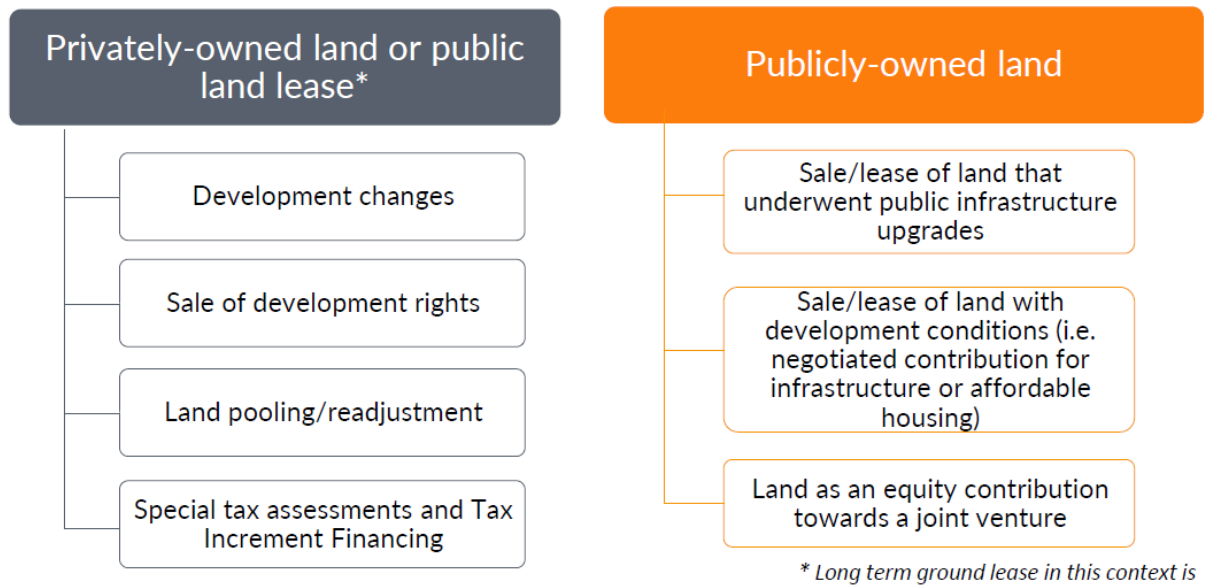 Privately-owned land or public
land lease*
Development changes
Sale of development rights
Land pooling/readjustment
Special tax assessments and Tax
Increment Financing
Publicly-owned land
Sale/lease of land that
underwent public infrastructure
upgrades
Sale/lease of land with
development conditions (i.e.
negotiated contribution for
infrastructure or affordable
housing)
Land as an equity contribution
towards a joint venture
* Long term ground lease in this context is